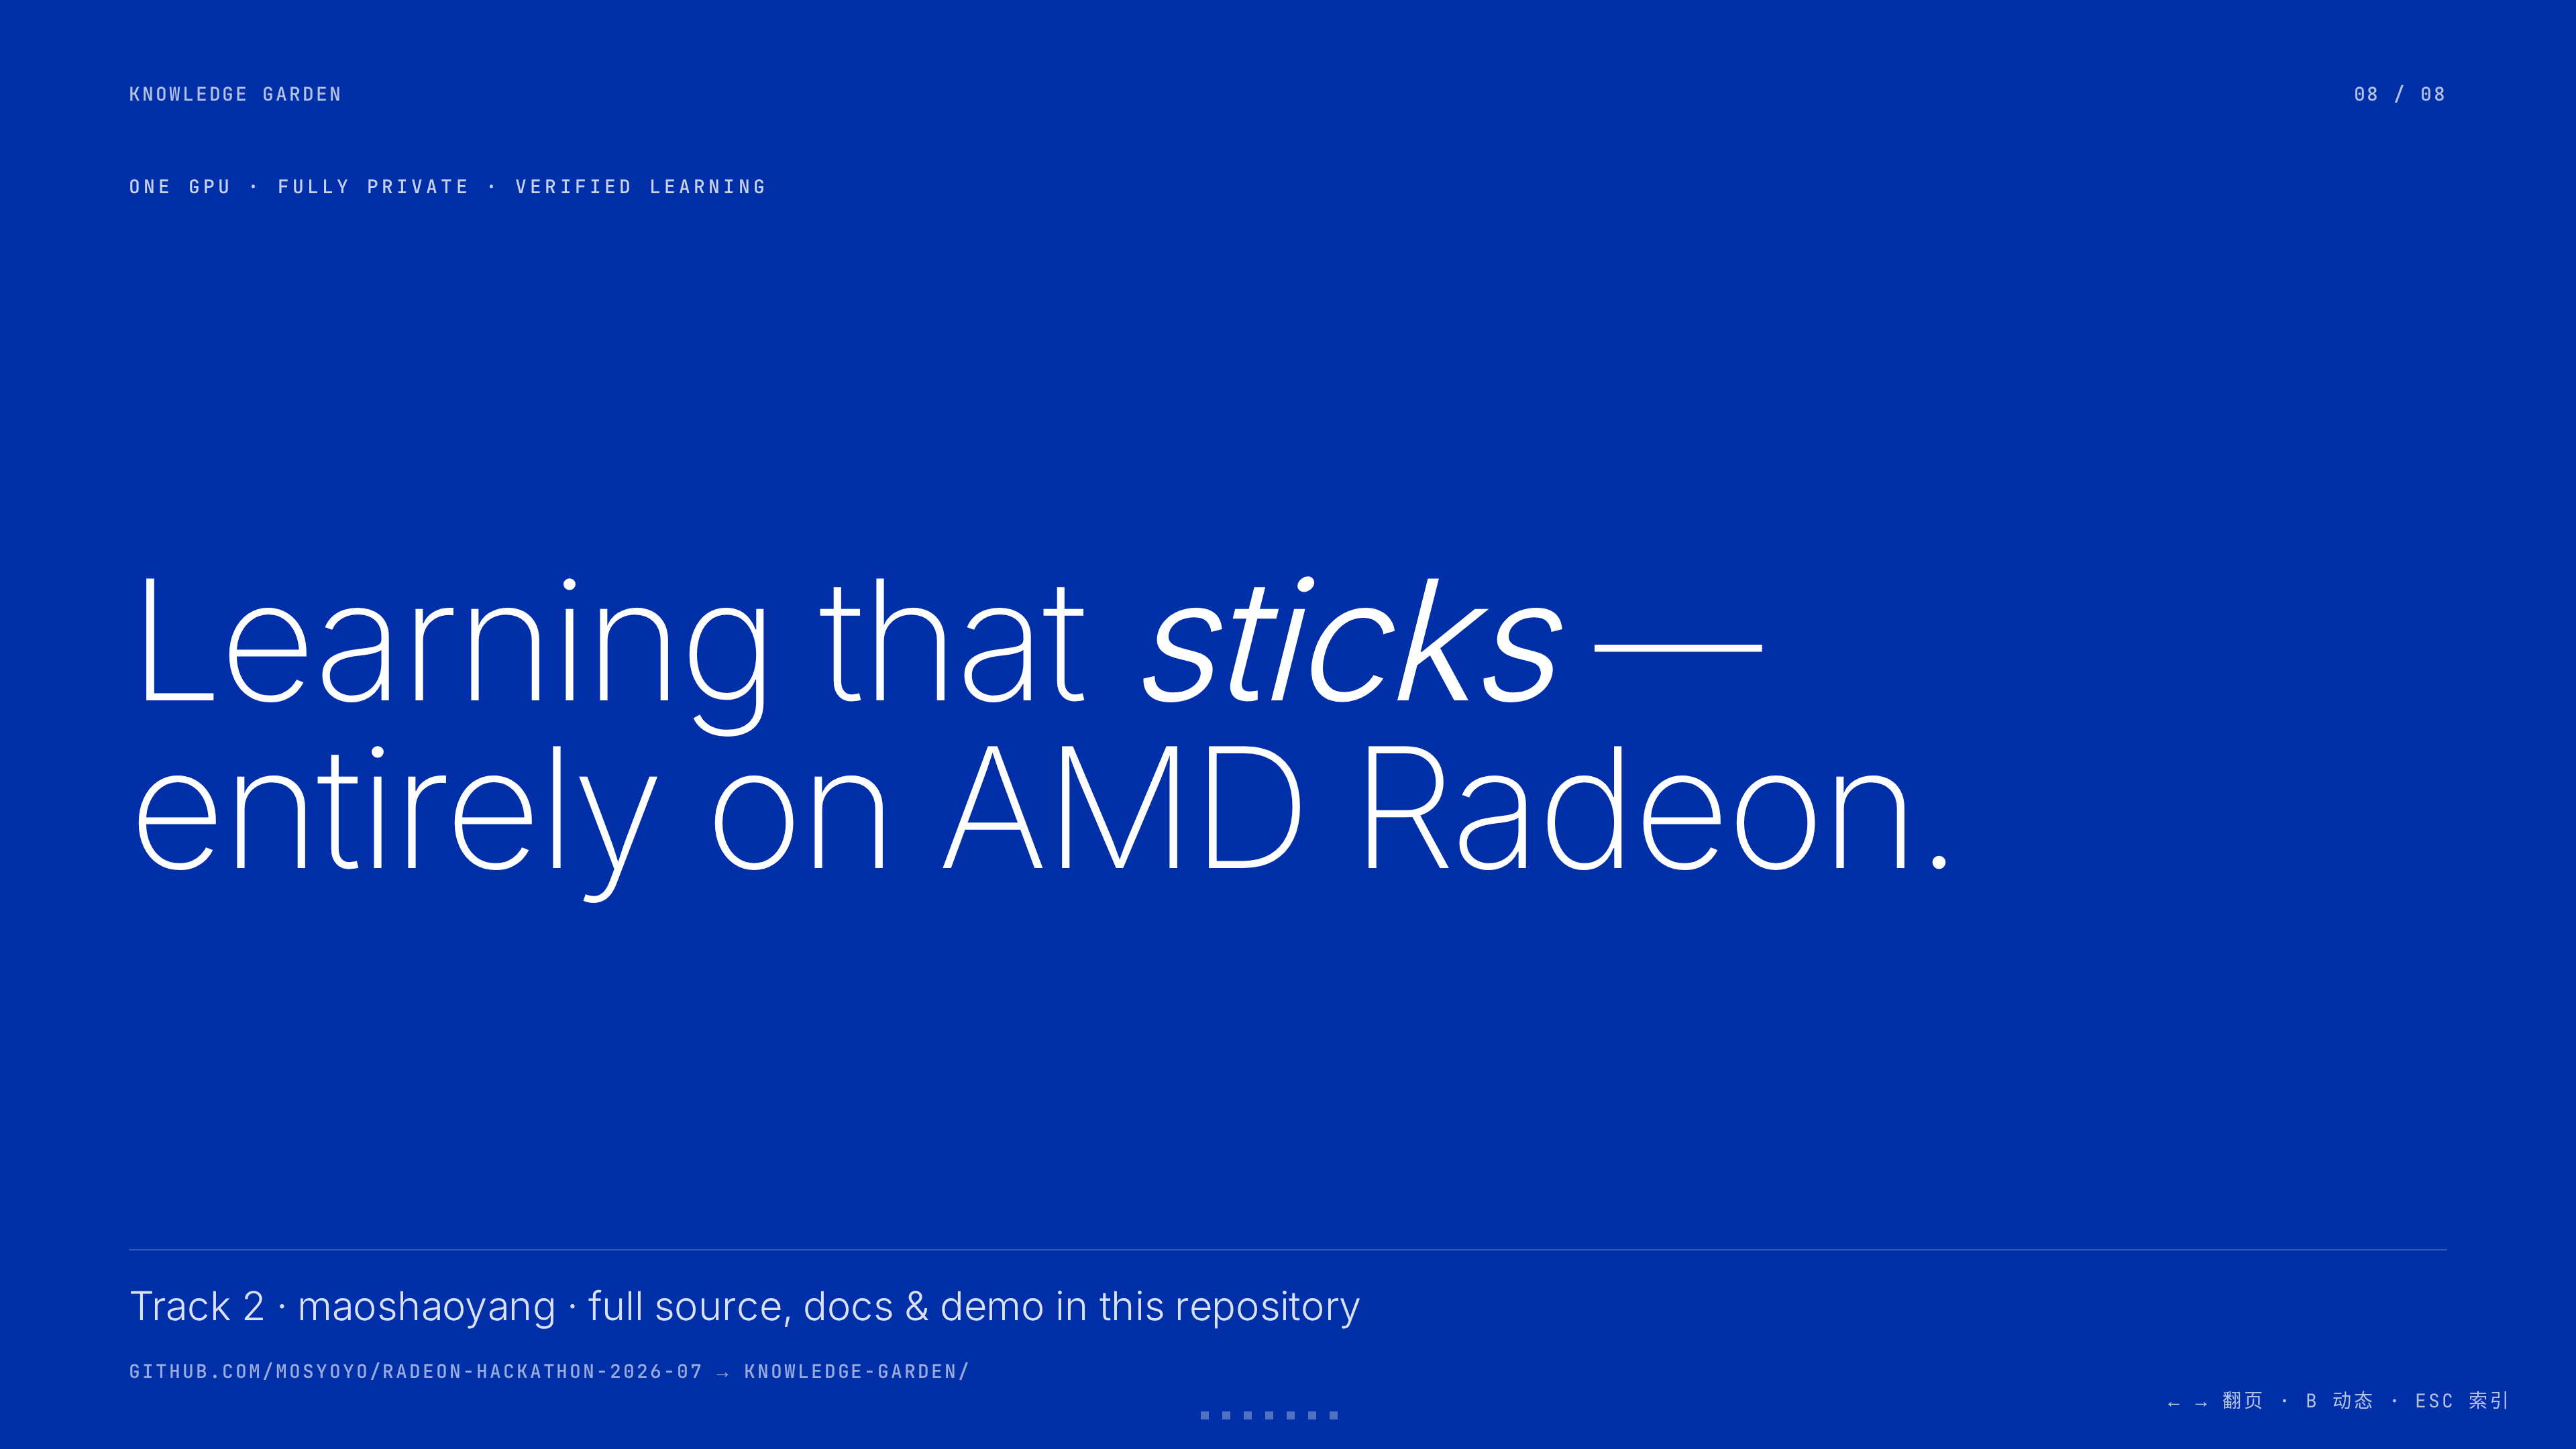 KNOWLEDGE GARDEN
08 / 08
ONE GPU · FULLY PRIVATE · VERIFIED LEARNING
Learning that sticks —
entirely on AMD Radeon.
Track 2 · maoshaoyang · full source, docs & demo in this repository
GITHUB.COM/MOSYOYO/RADEON-HACKATHON-2026-07 → KNOWLEDGE-GARDEN/
← → 翻页 · B 动态 · ESC 索引